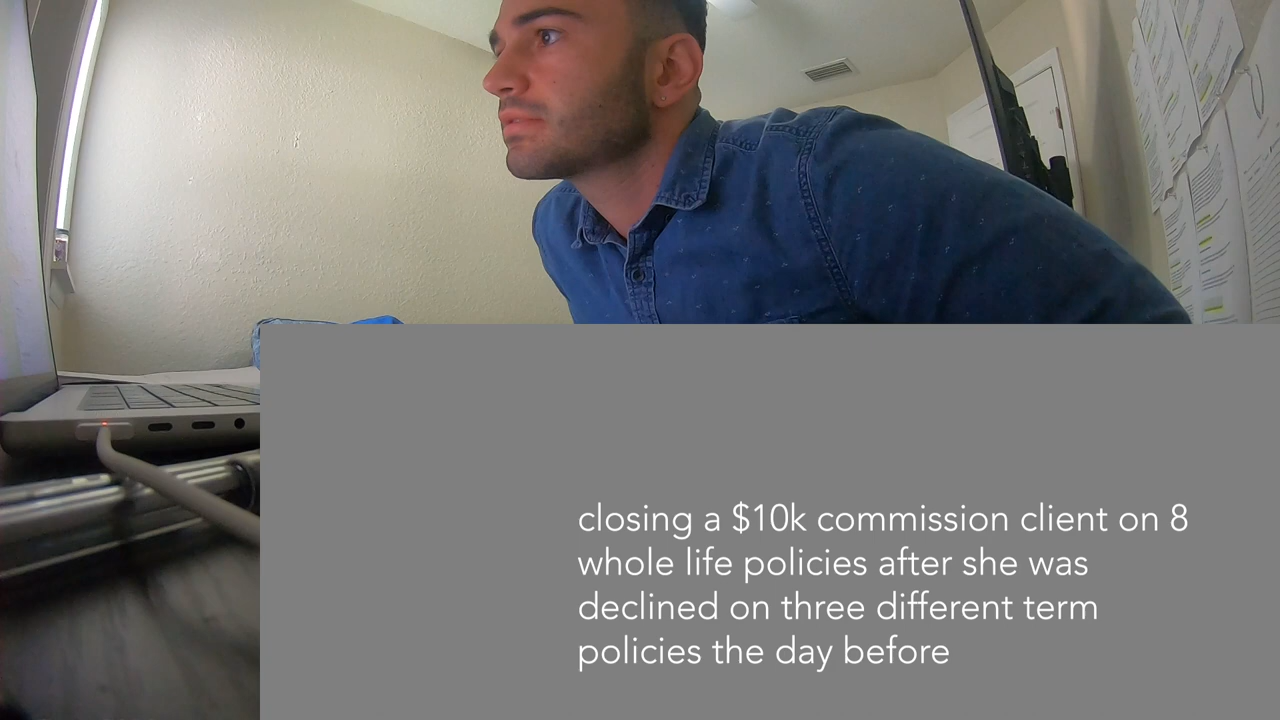 closing a $10k commission client on 8
whole life policies after she was
declined on three different term
policies the day before